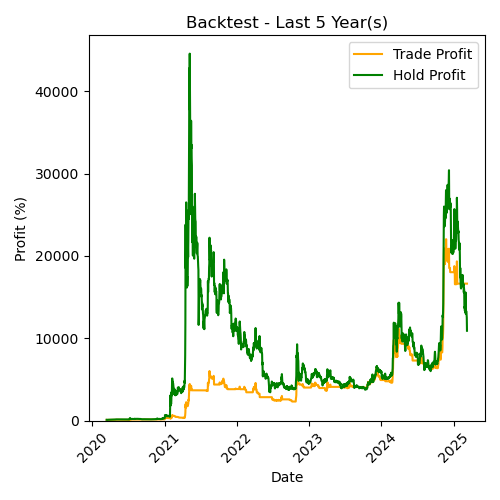 Backtest - Last 5 Year(s)
Trade Profit
Hold Profit
Profit (%)
40000
30000
20000
10000
0
2020
2021
2022
2023
2024
2025
Date